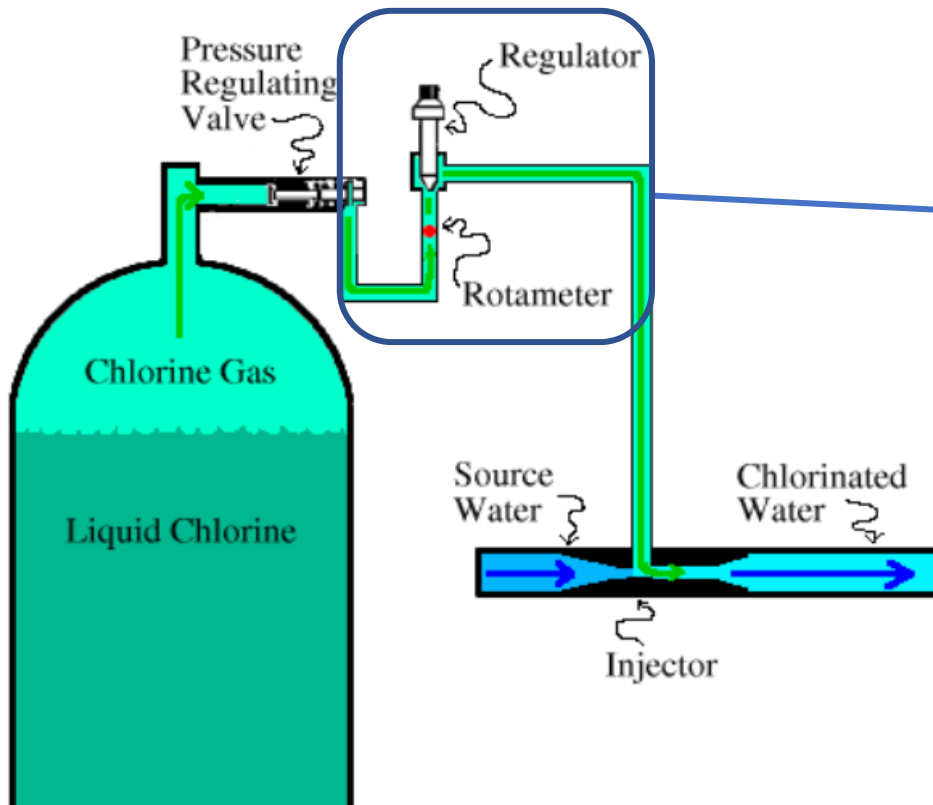 Pressure
Regulating
Valve
Regulator
Rotameter
Chlorine Gas
Liquid Chlorine
Source
Water
Chlorinated
Water
Injector